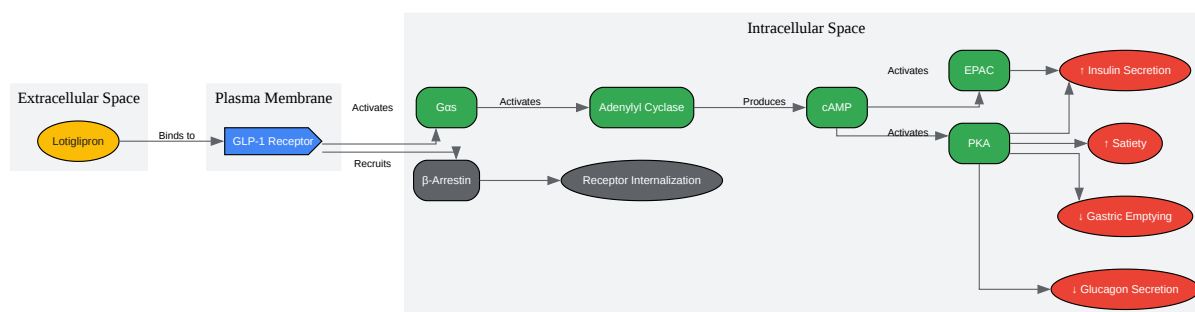 Intracellular Space
Extracellular Space
Plasma Membrane
Lotiglipron
Binds to
GLP-1 Receptor
Activates
Recruits
Gαs
Activates
Adenylyl Cyclase
Produces
cAMP
Activates
EPAC
↑ Insulin Secretion
Activates
PKA
↑ Satiety
β-Arrestin
Receptor Internalization
↓ Gastric Emptying
↓ Glucagon Secretion